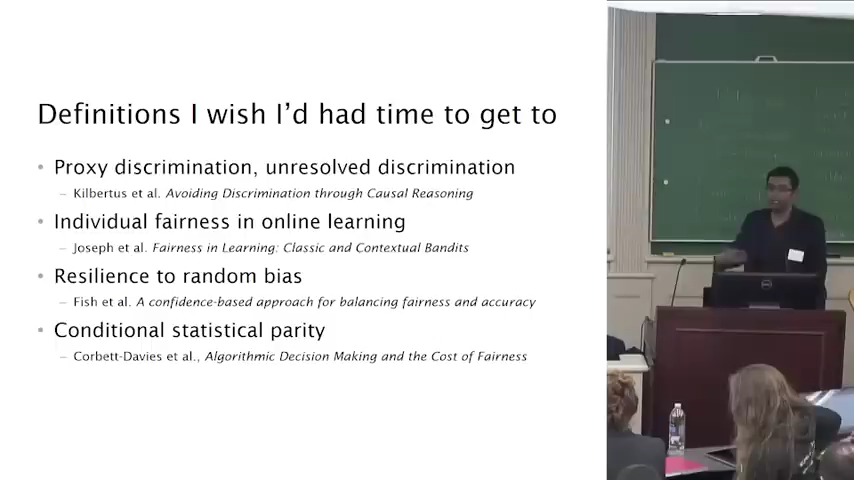 Definitions I wish I'd had time to get to
• Proxy discrimination, unresolved discrimination
– Kilbertus et al. Avoiding Discrimination through Causal Reasoning
• Individual fairness in online learning
– Joseph et al. Fairness in Learning: Classic and Contextual Bandits
• Resilience to random bias
– Fish et al. A confidence-based approach for balancing fairness and accuracy
• Conditional statistical parity
– Corbett-Davies et al., Algorithmic Decision Making and the Cost of Fairness